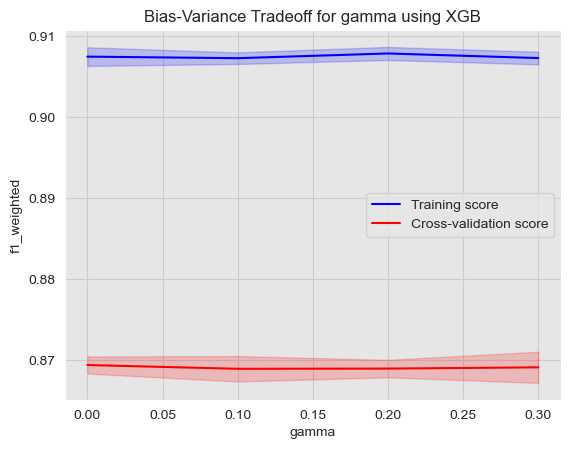 Bias-Variance Tradeoff for gamma using XGB
0.91
0.90
0.89
0.88
0.87
f1_weighted
Training score
Cross-validation score
0.00 0.05 0.10 0.15 0.20 0.25 0.30
gamma